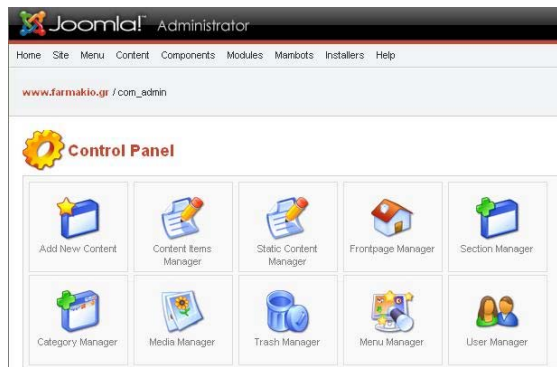 Joomla!™ Administrator
Home Site Menu Content Components Modules Mambots Installers Help
www.farmakio.gr / com_admin
Control Panel
Add New Content
Content Items
Manager
Static Content
Manager
Frontpage Manager
Section Manager
Category Manager
Media Manager
Trash Manager
Menu Manager
User Manager